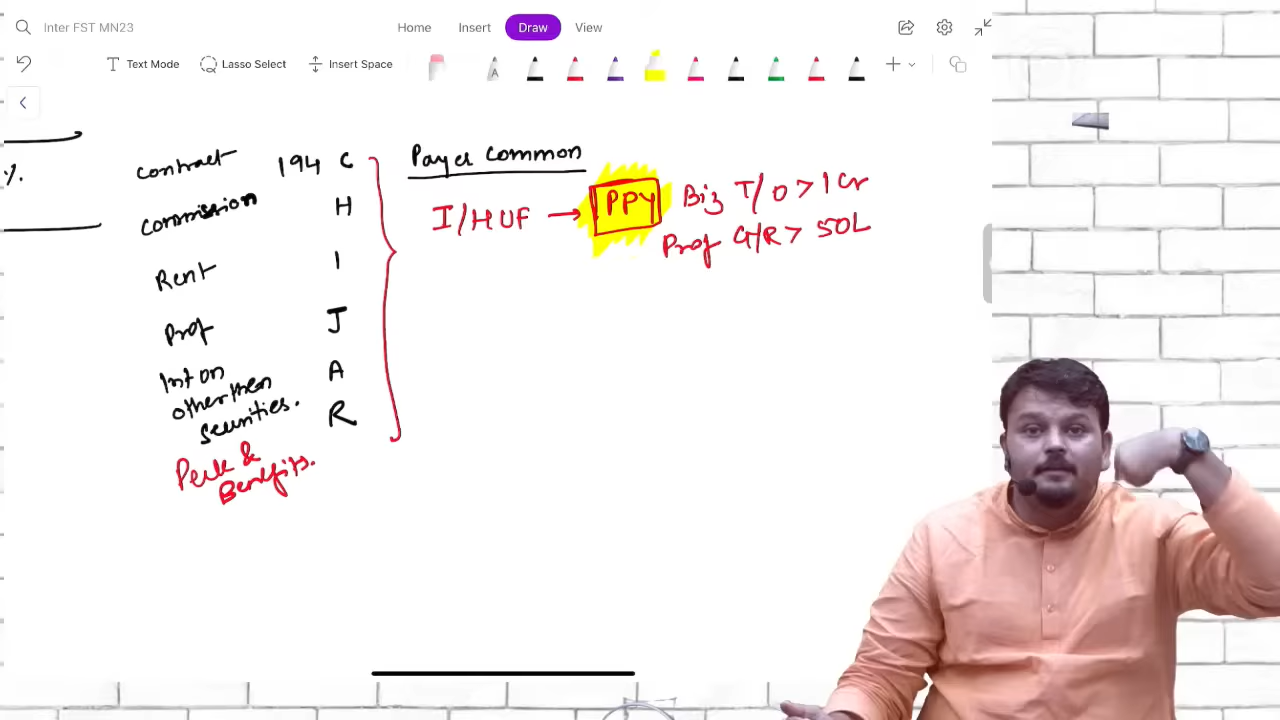 Inter FST MN23
Home Insert Draw View
Text Mode Lasso Select Insert Space
A
%.
Contract 194 C
Commission H
Rent I
Prof J
Int on A
other then
securities. R
Perk &
Benefits.
Payer Common
I/HUF → PPY Biz T/O > 1 Cr
Prof G/R > 50L